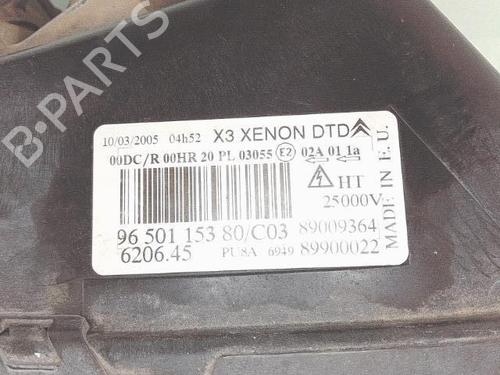 B-PARTS
10/03/2005 04h52 X3 XENON DTD
00DC/R 00HR 20 PL 03055 E2 02A 01 1a
HT
25000V
96 501 153 80/C03 89009364
6206.45 PU8A 6949 89900022
MADE IN E.U.